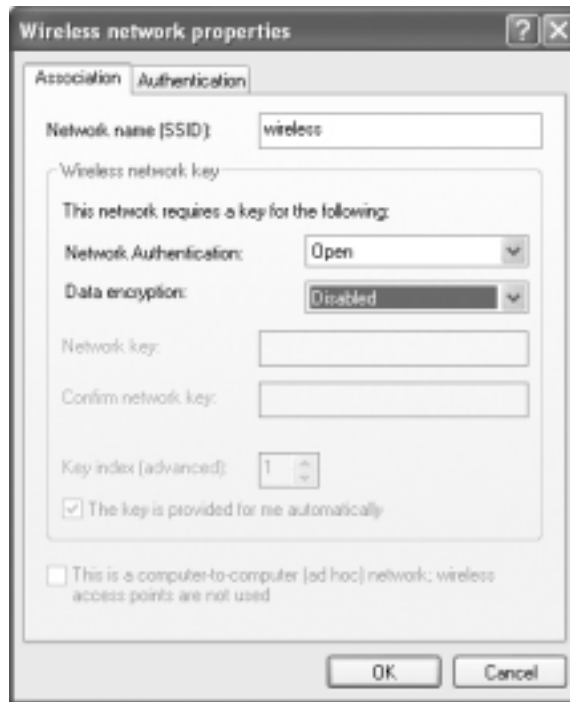 Wireless network properties
Association Authentication
Network name (SSID): wireless
Wireless network key
This network requires a key for the following:
Network Authentication: Open
Data encryption: Disabled
Network key:
Confirm network key:
Key index (advanced): 1
The key is provided for me automatically
This is a computer-to-computer (ad hoc) network; wireless
access points are not used
OK Cancel